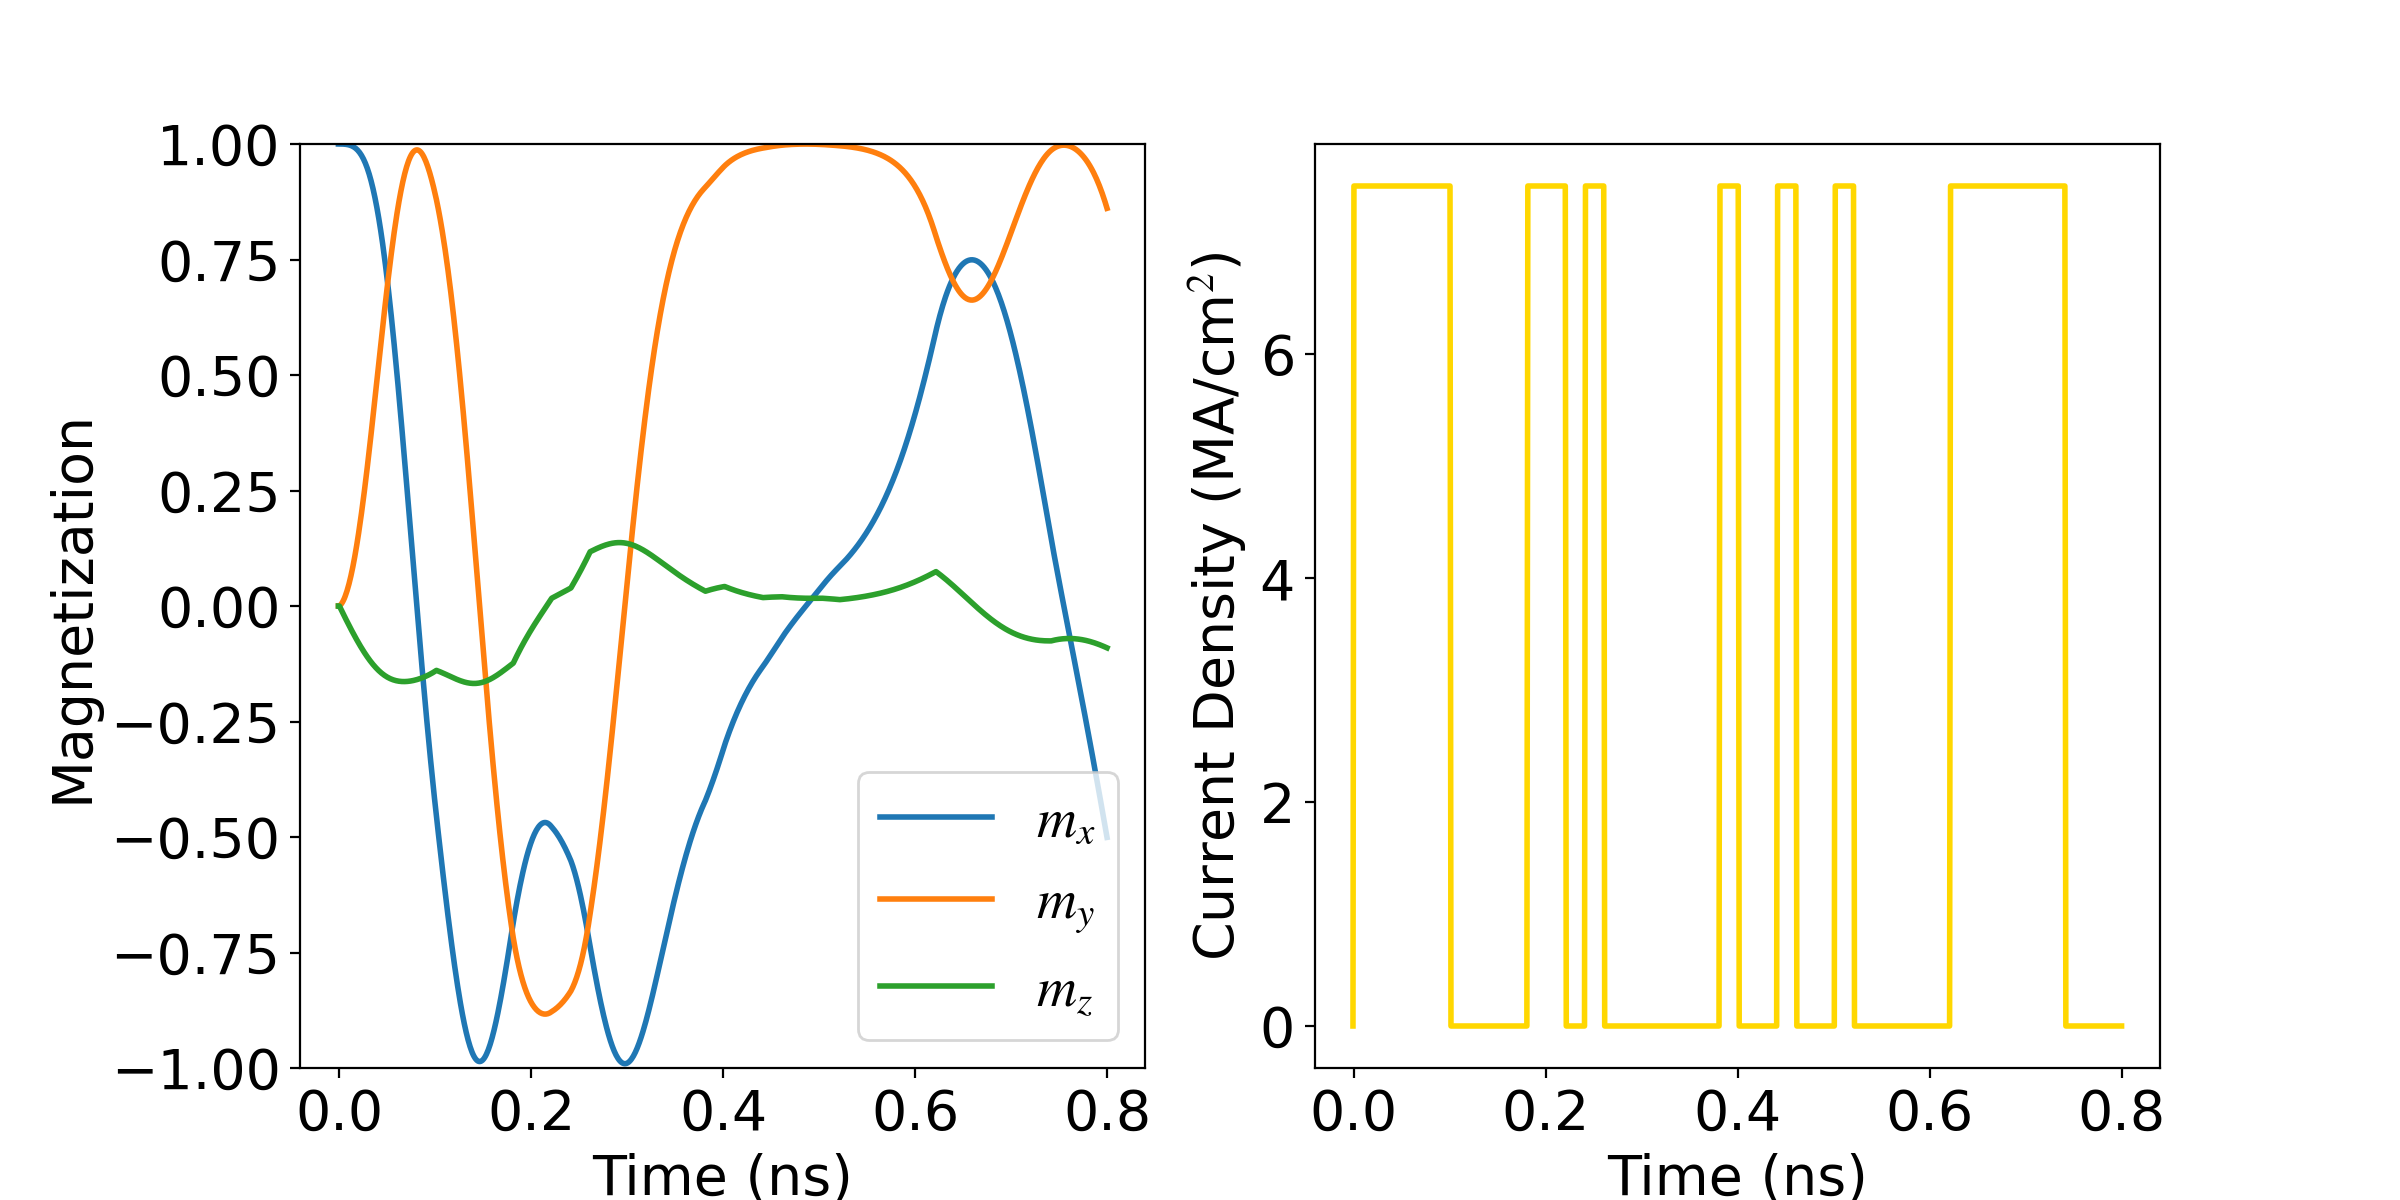 1.00
0.75
0.50
0.25
0.00
−0.25
−0.50
−0.75
−1.00
Magnetization
0.0 0.2 0.4 0.6 0.8
Time (ns)
m_x
m_y
m_z
6
4
2
0
Current Density (MA/cm²)
0.0 0.2 0.4 0.6 0.8
Time (ns)